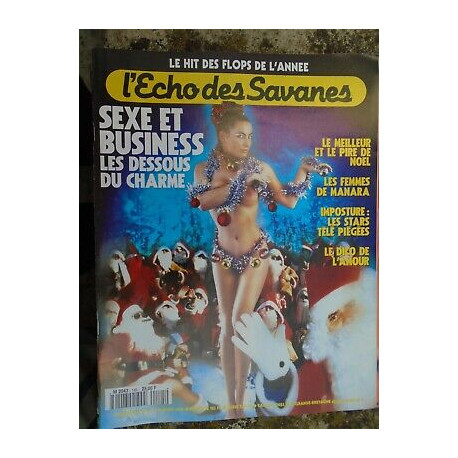 LE HIT DES FLOPS DE L'ANNEE
l'Echo des Savanes
SEXE ET
BUSINESS
LES DESSOUS
DU CHARME
LE MEILLEUR
ET LE PIRE DE
NOEL
LES FEMMES
DE MANARA
IMPOSTURE :
LES STARS
TELE PIÉGÉES
LE DICO DE
L'AMOUR